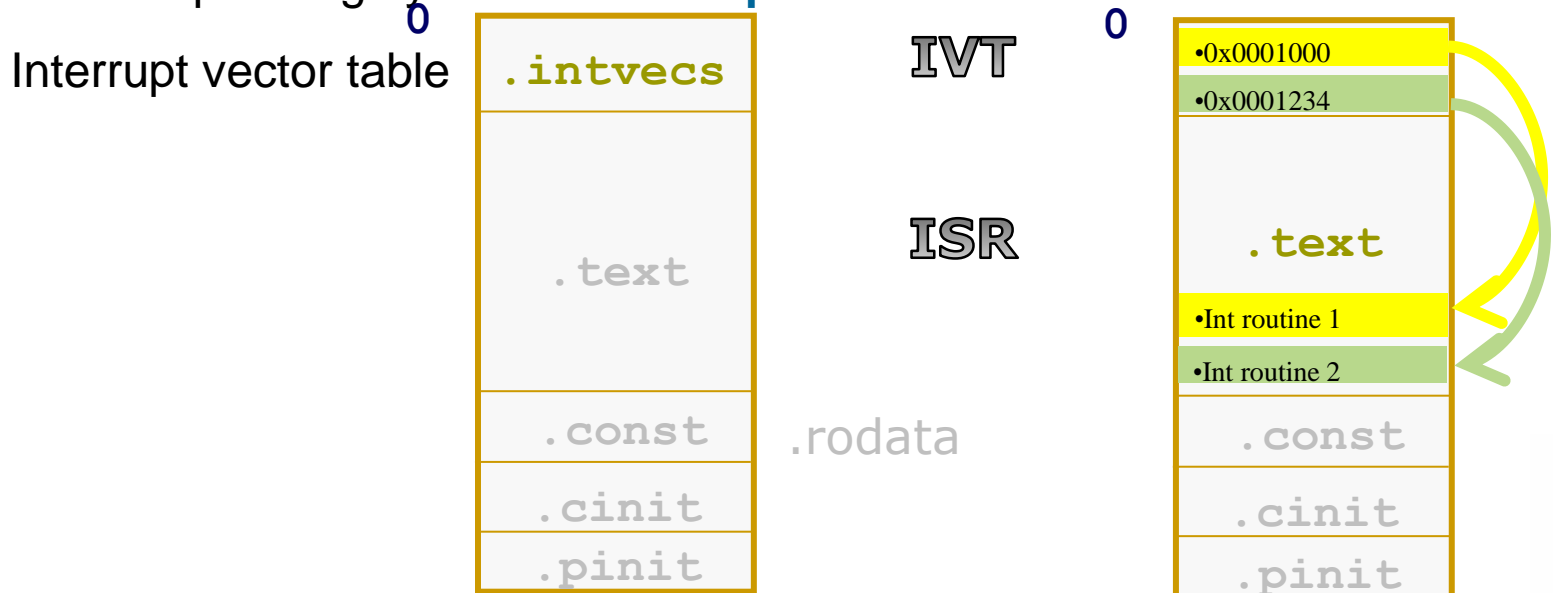 0
Interrupt vector table
.intvecs
.text
.const
.rodata
.cinit
.pinit
IVT
ISR
0
•0x0001000
•0x0001234
.text
•Int routine 1
•Int routine 2
.const
.cinit
.pinit